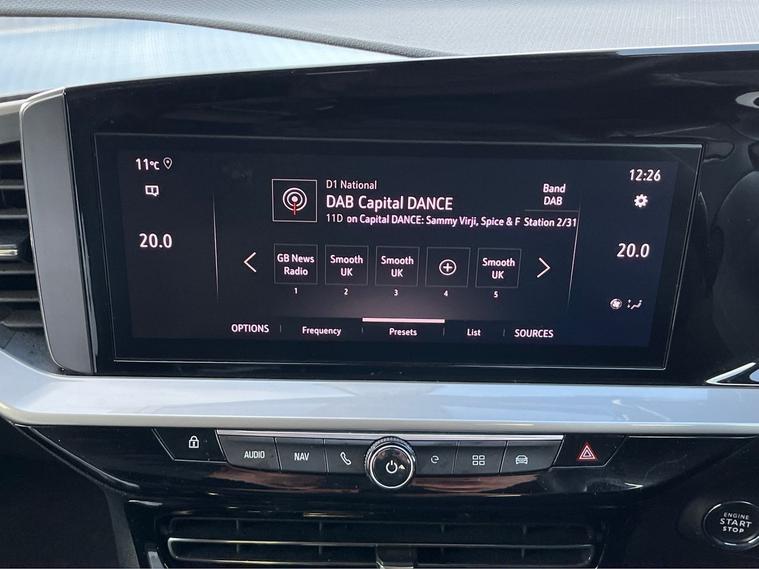 11°C
12:26
D1 National
DAB Capital DANCE
11D on Capital DANCE: Sammy Virji, Spice & F
Band
DAB
Station 2/31
20.0
20.0
GB News
Radio
1
Smooth
UK
2
Smooth
UK
3
4
Smooth
UK
5
OPTIONS
Frequency
Presets
List
SOURCES
AUDIO
NAV
ENGINE
START
STOP